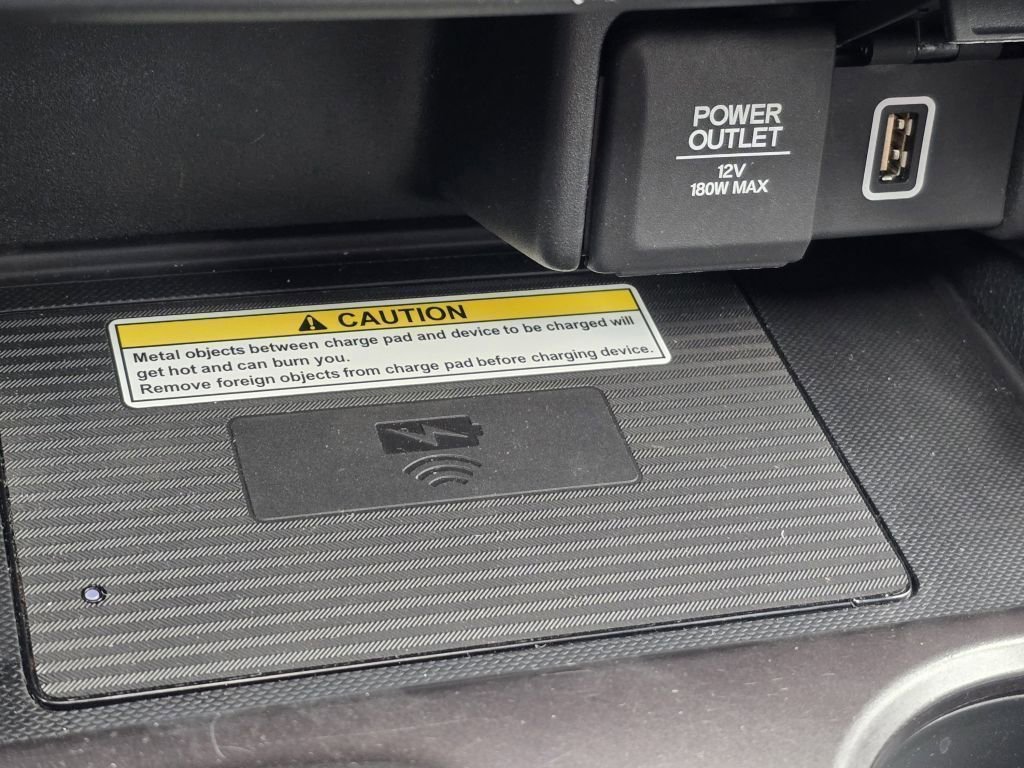 POWER
OUTLET
12V
180W MAX
CAUTION
Metal objects between charge pad and device to be charged will
get hot and can burn you.
Remove foreign objects from charge pad before charging device.